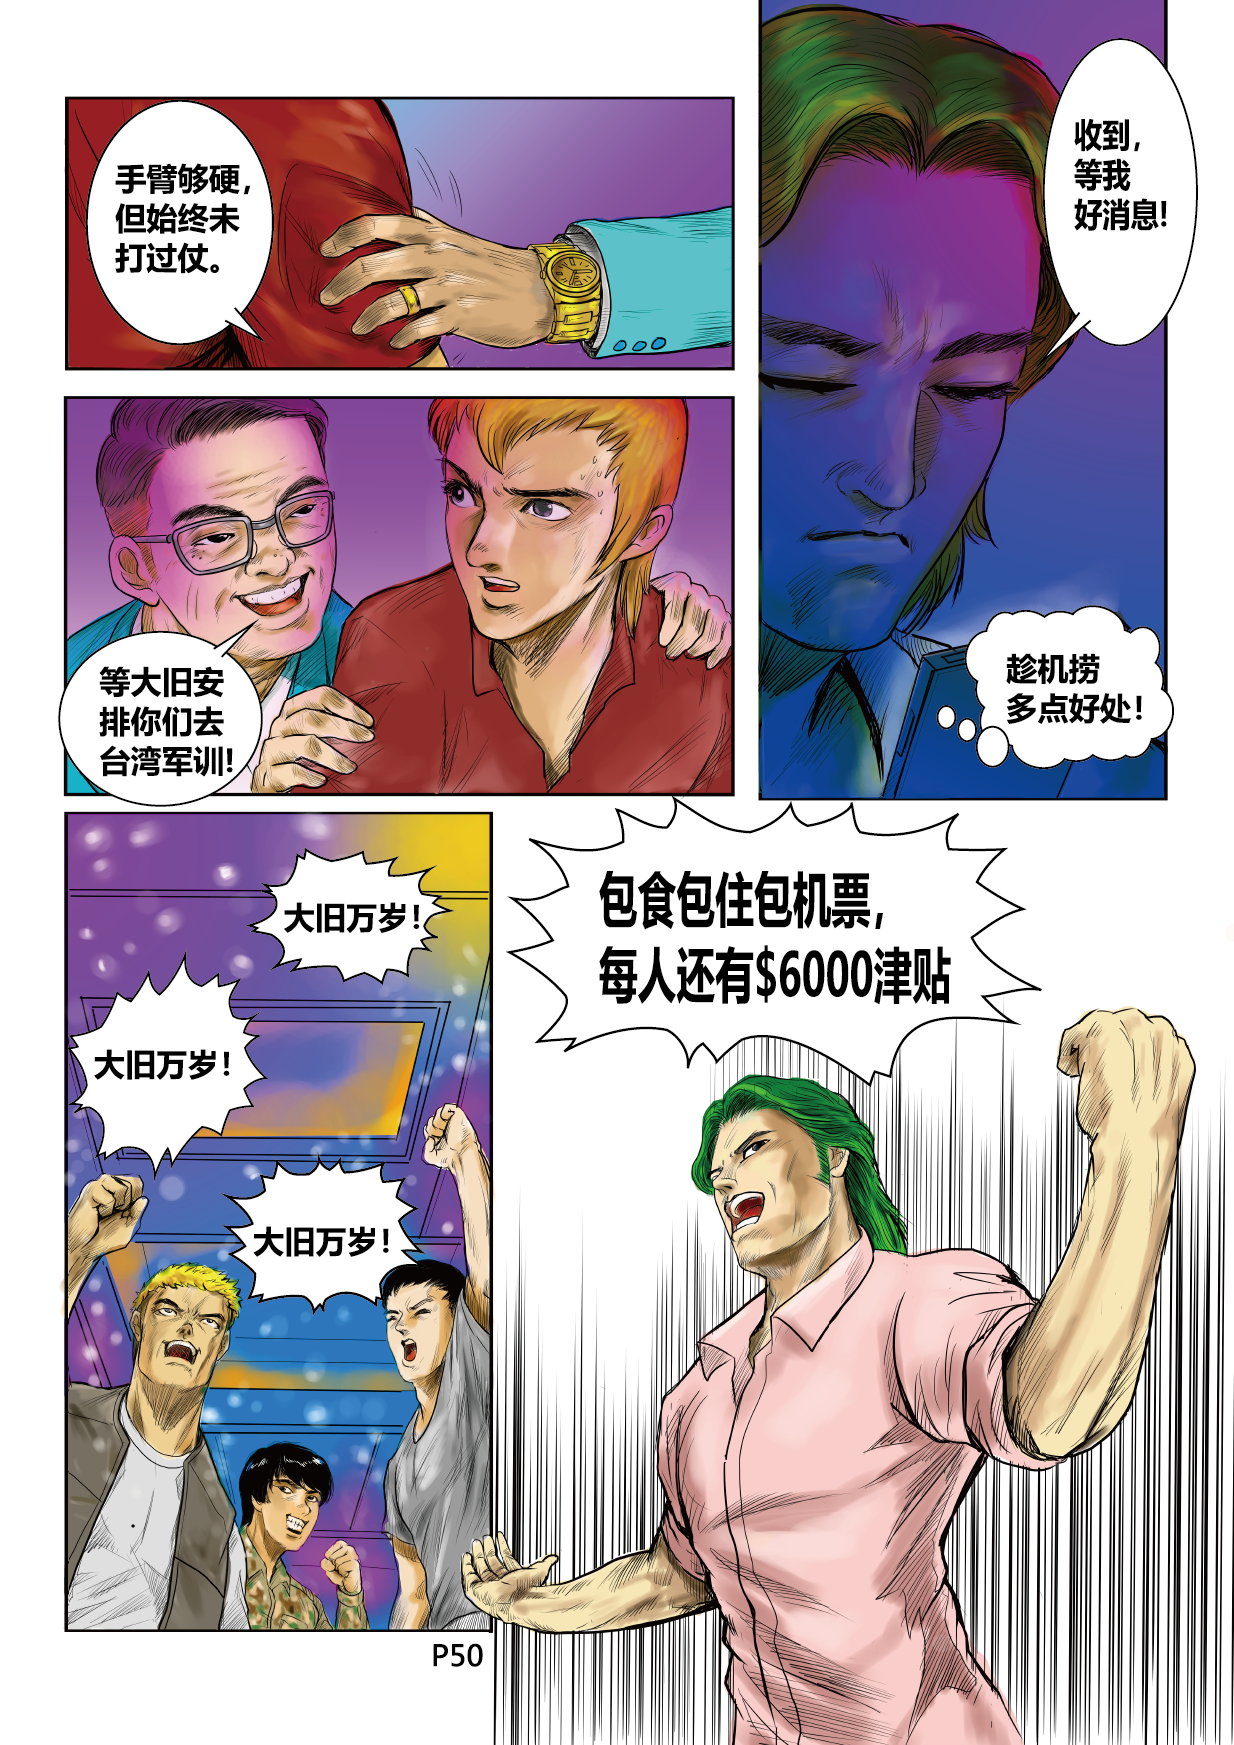 手臂够硬，
但始终未
打过仗。
收到，
等我
好消息!
等大旧安
排你们去
台湾军训!
趁机捞
多点好处!
大旧万岁!
大旧万岁!
大旧万岁!
包食包住包机票，
每人还有$6000津贴
P50